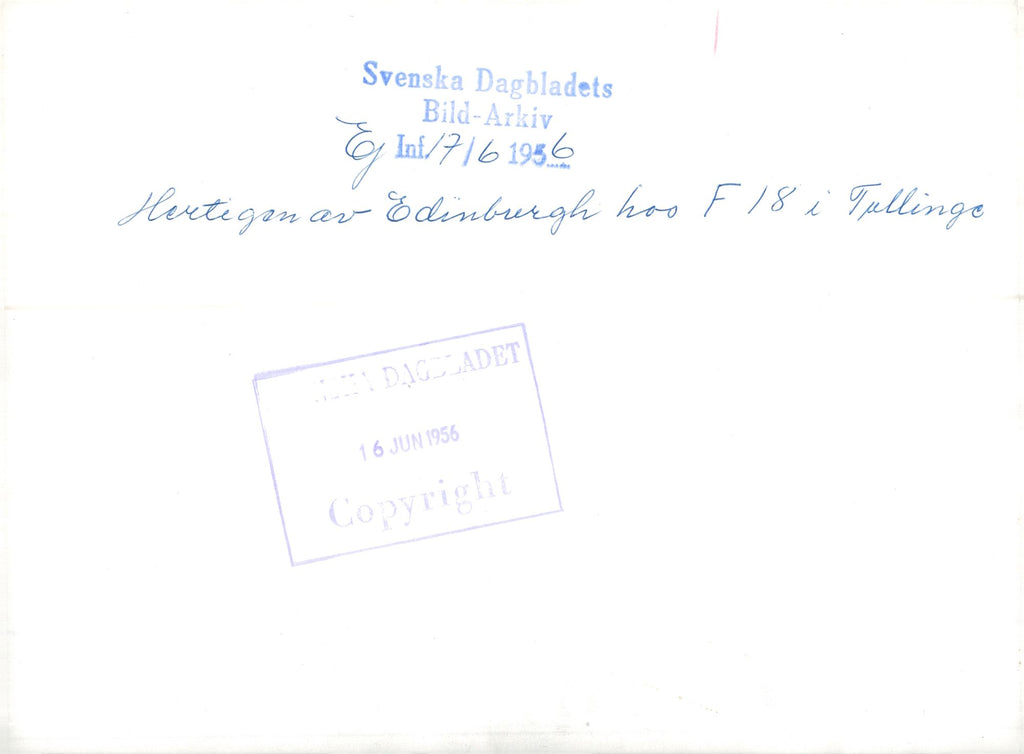 Svenska Dagbladets
Bild-Arkiv
Ej Inf. 17/6 1956
Hertigen av Edinburgh hos F 18 i Tullinge
DAGBLADET
16 JUN 1956
Copyright